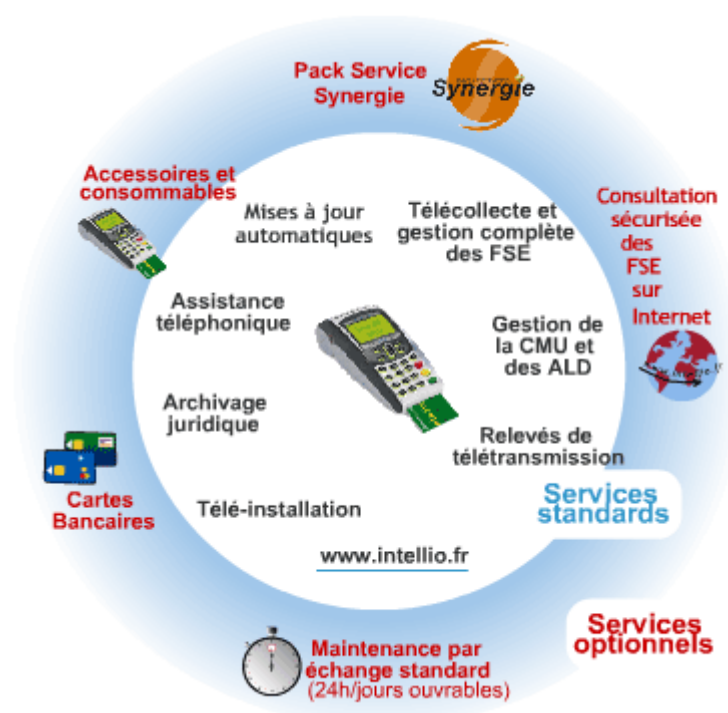 Pack Service
Synergie
Synergie
Accessoires et
consommables
Mises à jour
automatiques
Télécollecte et
gestion complète
des FSE
Consultation
sécurisée
des
FSE
sur
Internet
Assistance
téléphonique
Gestion de
la CMU et
des ALD
Archivage
juridique
Relevés de
télétransmission
Cartes
Bancaires
Télé-installation
Services
standards
www.intellio.fr
Services
optionnels
Maintenance par
échange standard
(24h/jours ouvrables)